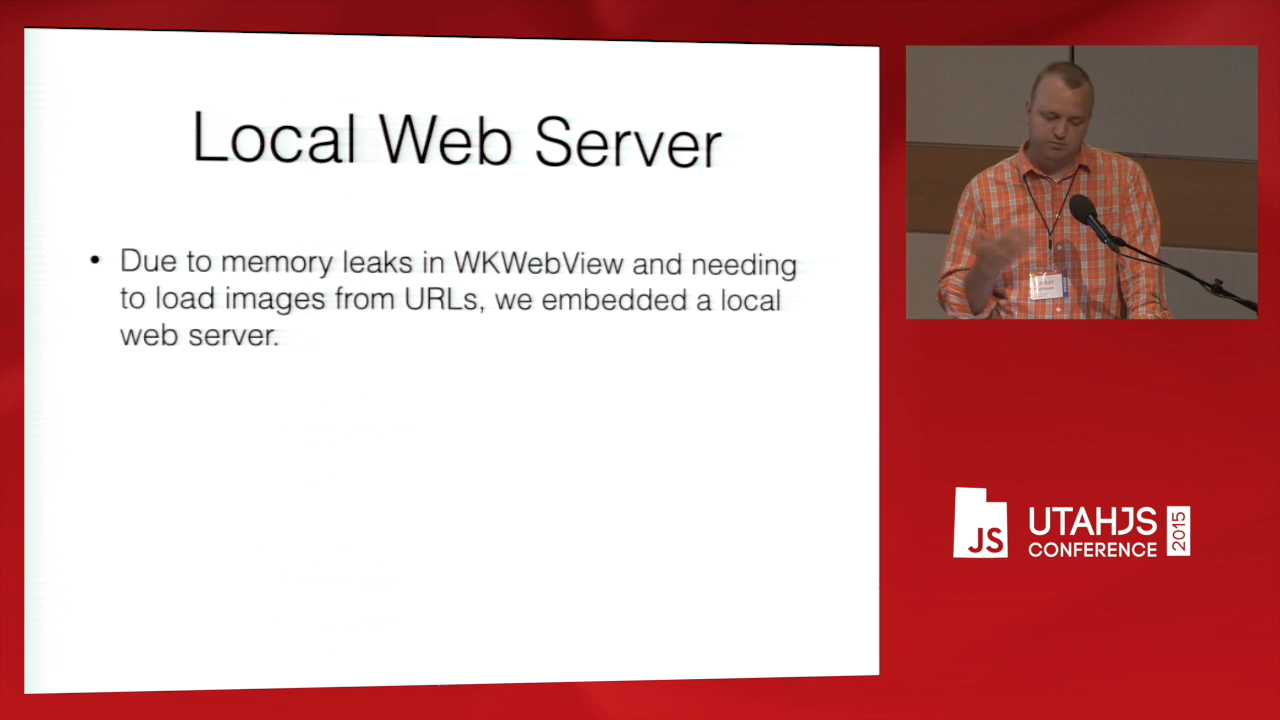 Local Web Server
• Due to memory leaks in WKWebView and needing
to load images from URLs, we embedded a local
web server.
JS
UTAHJS
CONFERENCE
2015